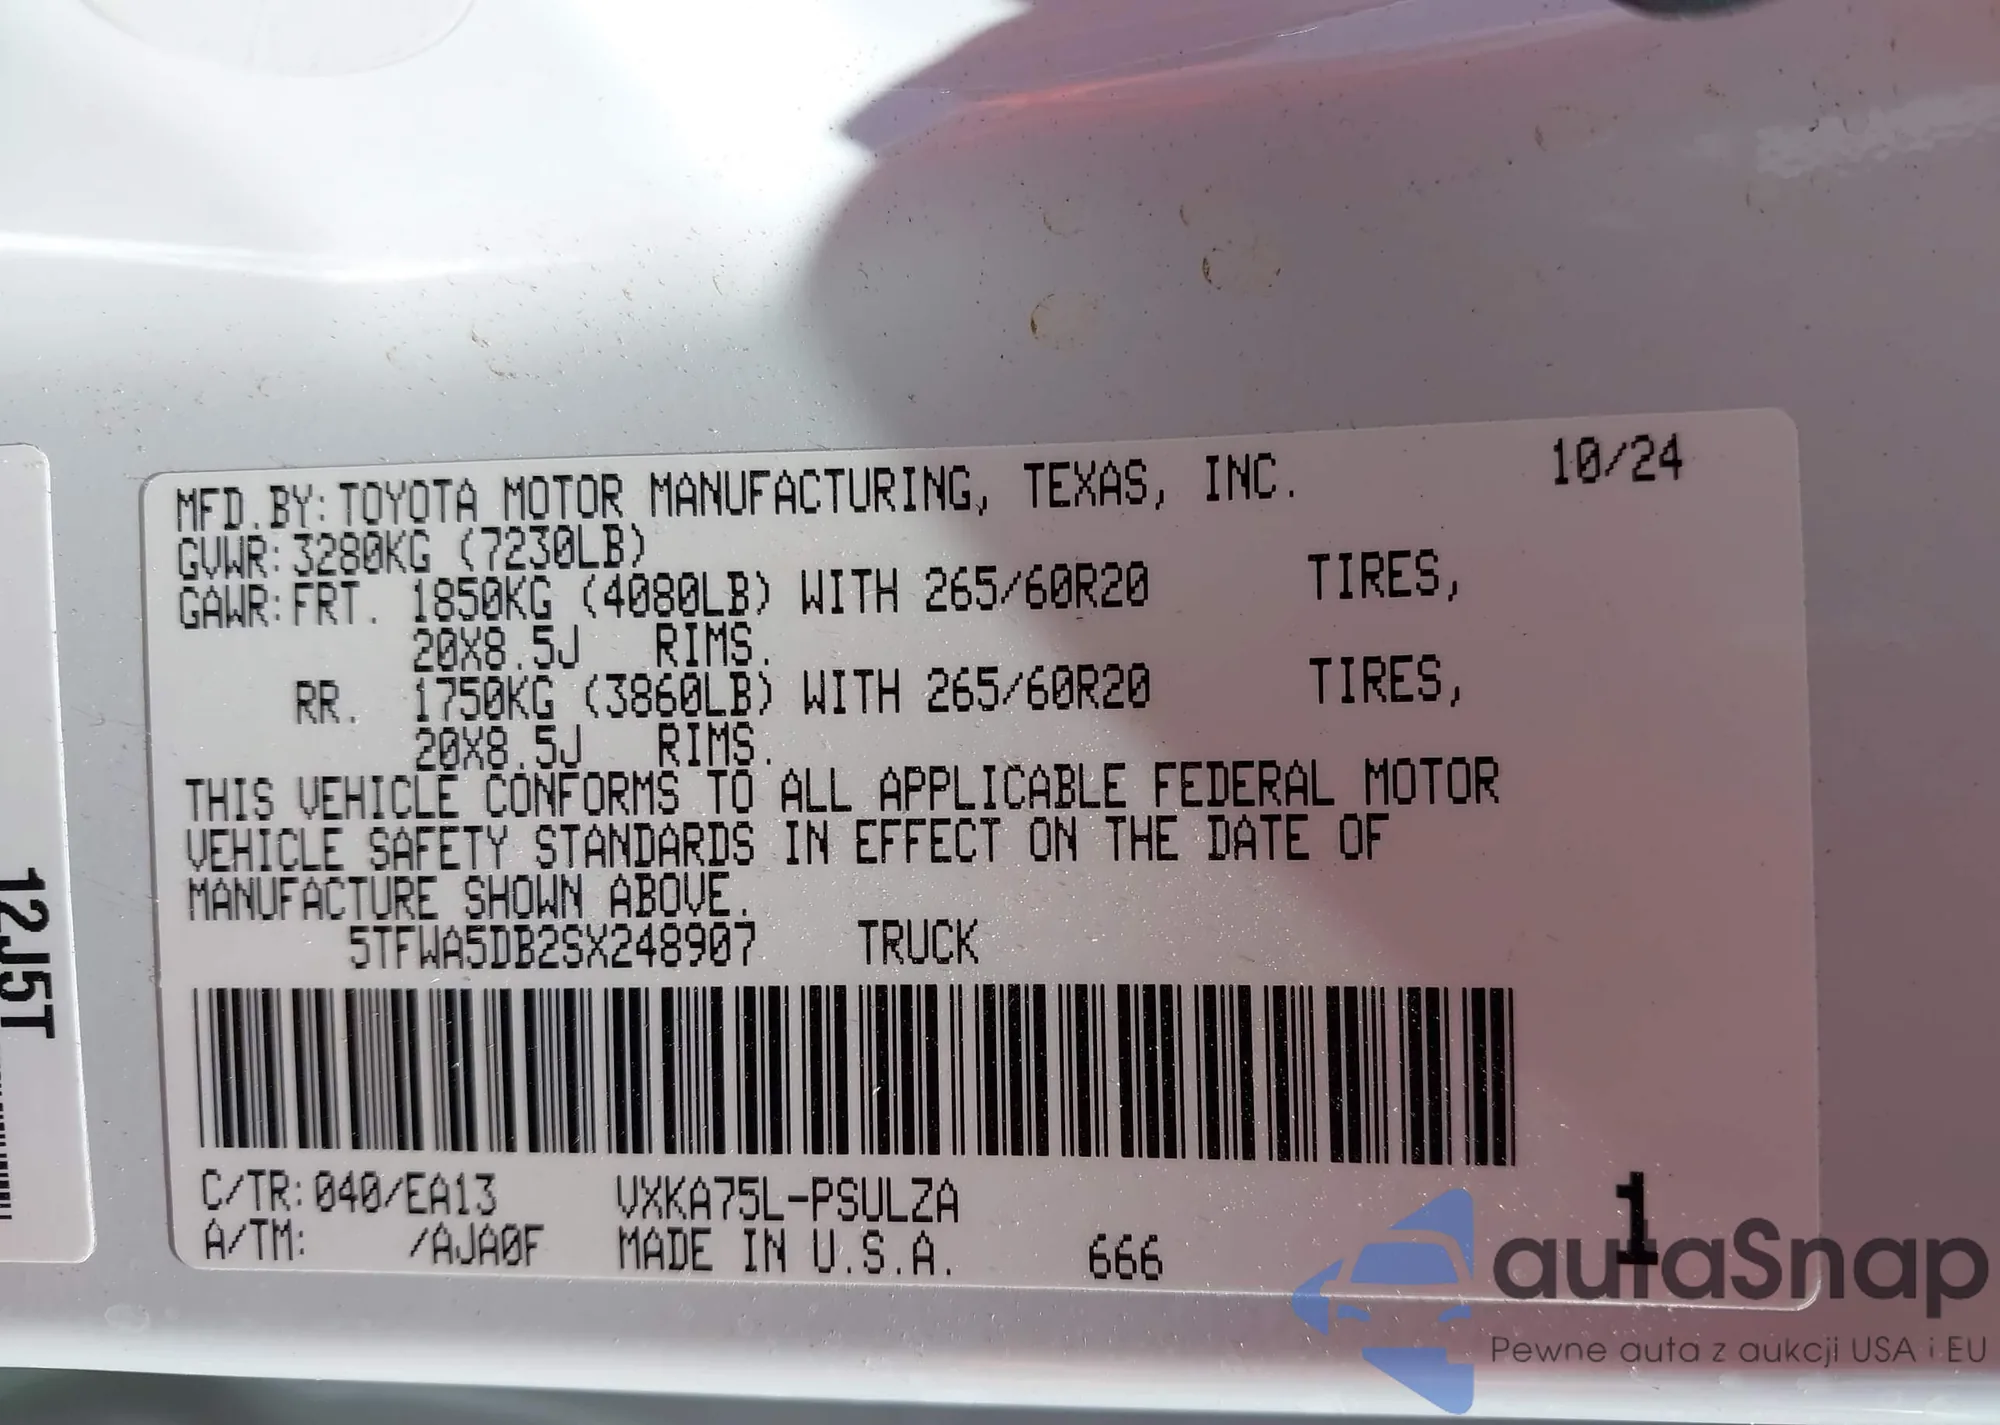 MFD.BY:TOYOTA MOTOR MANUFACTURING, TEXAS, INC. 10/24
GVWR:3280KG (7230LB)
GAWR:FRT. 1850KG (4080LB) WITH 265/60R20 TIRES,
20X8.5J RIMS.
RR. 1750KG (3860LB) WITH 265/60R20 TIRES,
20X8.5J RIMS.
THIS VEHICLE CONFORMS TO ALL APPLICABLE FEDERAL MOTOR
VEHICLE SAFETY STANDARDS IN EFFECT ON THE DATE OF
MANUFACTURE SHOWN ABOVE.
5TFWA5DB2SX248907 TRUCK
C/TR:040/EA13 VXKA75L-PSULZA
A/TM: /AJA0F MADE IN U.S.A. 666
1
12J5T
autaSnap
Pewne auta z aukcji USA i EU